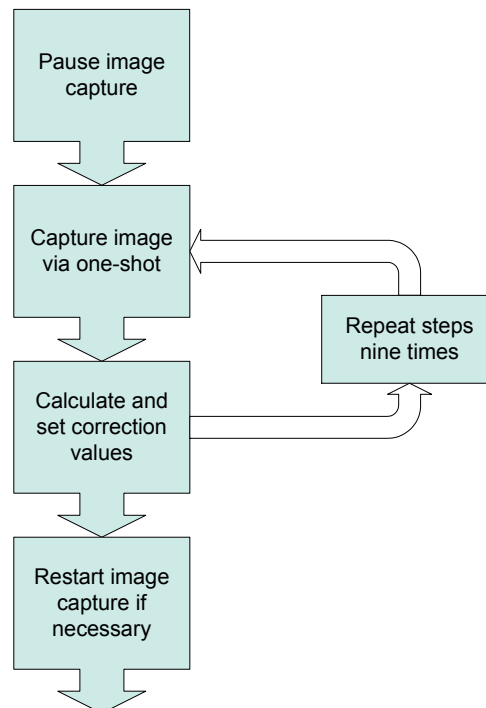 Pause image
capture
Capture image
via one-shot
Repeat steps
nine times
Calculate and
set correction
values
Restart image
capture if
necessary